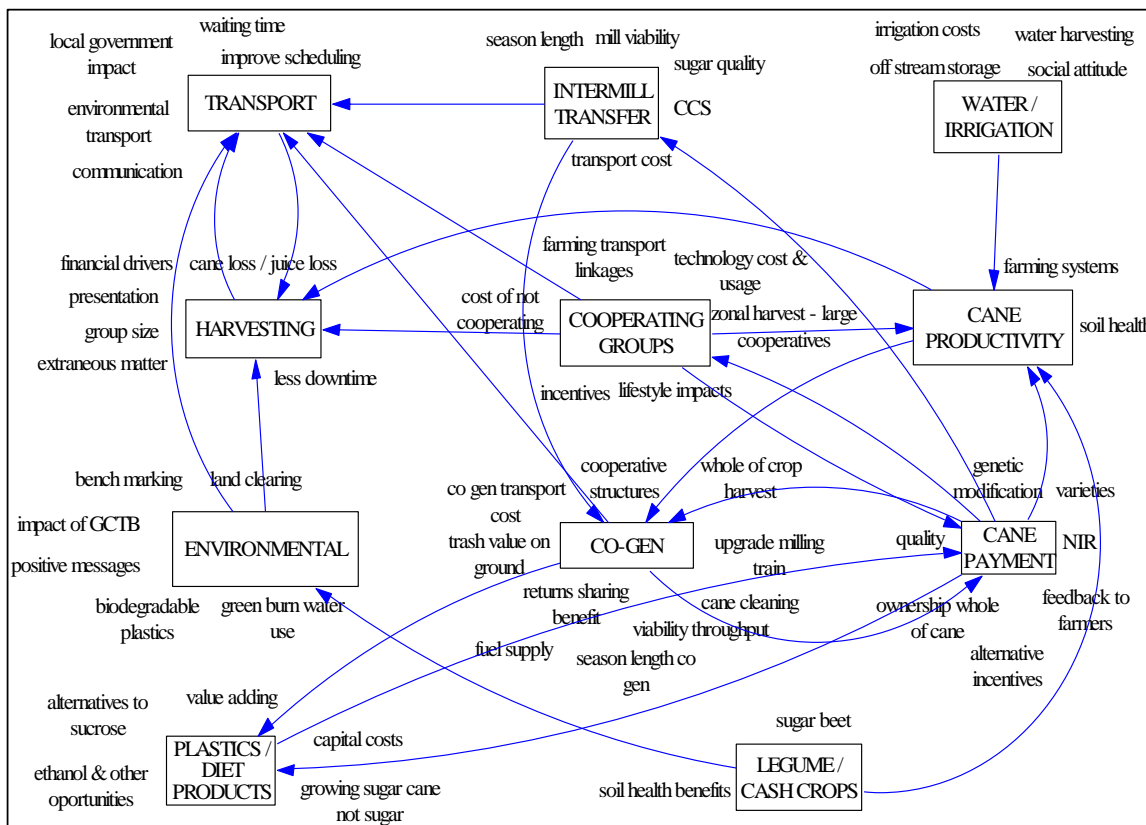 waiting time
local government
impact
improve scheduling
TRANSPORT
environmental
transport
communication
season length
mill viability
sugar quality
INTERMILL
TRANSFER
CCS
transport cost
irrigation costs
water harvesting
off stream storage
social attitude
WATER /
IRRIGATION
financial drivers
cane loss / juice loss
presentation
group size
HARVESTING
extraneous matter
less downtime
farming transport
linkages
technology cost &
usage
cost of not
cooperating
COOPERATING
GROUPS
zonal harvest - large
cooperatives
incentives
lifestyle impacts
farming systems
CANE
PRODUCTIVITY
soil health
bench marking
land clearing
impact of GCTB
ENVIRONMENTAL
positive messages
biodegradable
plastics
green burn water
use
co gen transport
cost
trash value on
ground
cooperative
structures
whole of crop
harvest
CO-GEN
upgrade milling
train
returns sharing
benefit
cane cleaning
viability throughput
fuel supply
season length co
gen
genetic
modification
varieties
quality
CANE
PAYMENT
NIR
ownership whole
of cane
feedback to
farmers
alternative
incentives
alternatives to
sucrose
value adding
PLASTICS /
DIET
PRODUCTS
capital costs
ethanol & other
oportunities
growing sugar cane
not sugar
sugar beet
LEGUME /
CASH CROPS
soil health benefits